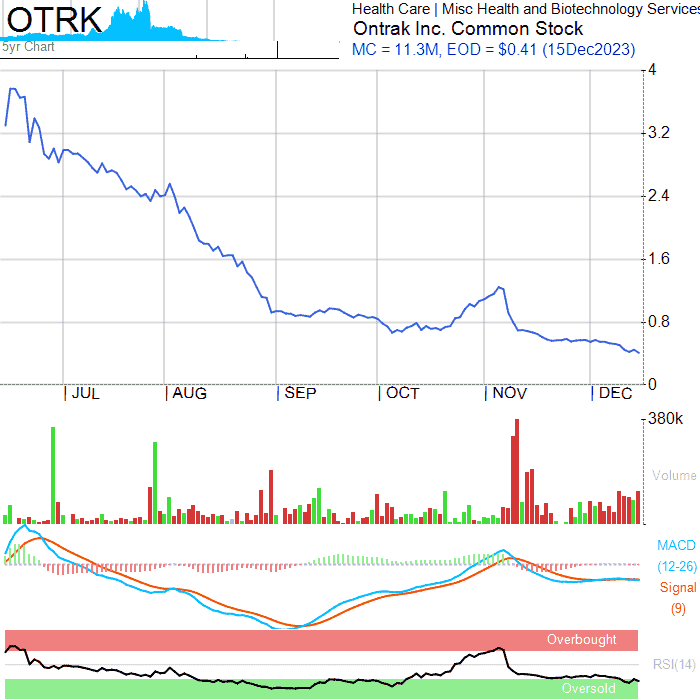 OTRK
5yr Chart
Health Care | Misc Health and Biotechnology Services
Ontrak Inc. Common Stock
MC = 11.3M, EOD = $0.41 (15Dec2023)
4
3.2
2.4
1.6
0.8
0
JUL AUG SEP OCT NOV DEC
380k
Volume
MACD
(12-26)
Signal
(9)
Overbought
RSI(14)
Oversold